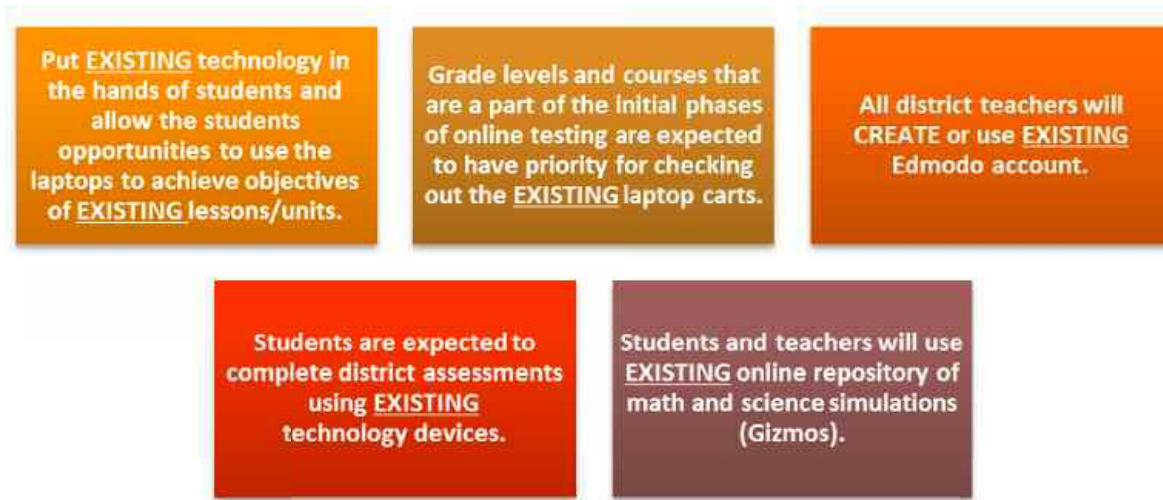 Put EXISTING technology in
the hands of students and
allow the students
opportunities to use the
laptops to achieve objectives
of EXISTING lessons/units.
Grade levels and courses that
are a part of the initial phases
of online testing are expected
to have priority for checking
out the EXISTING laptop carts.
All district teachers will
CREATE or use EXISTING
Edmodo account.
Students are expected to
complete district assessments
using EXISTING
technology devices.
Students and teachers will use
EXISTING online repository of
math and science simulations
(Gizmos).